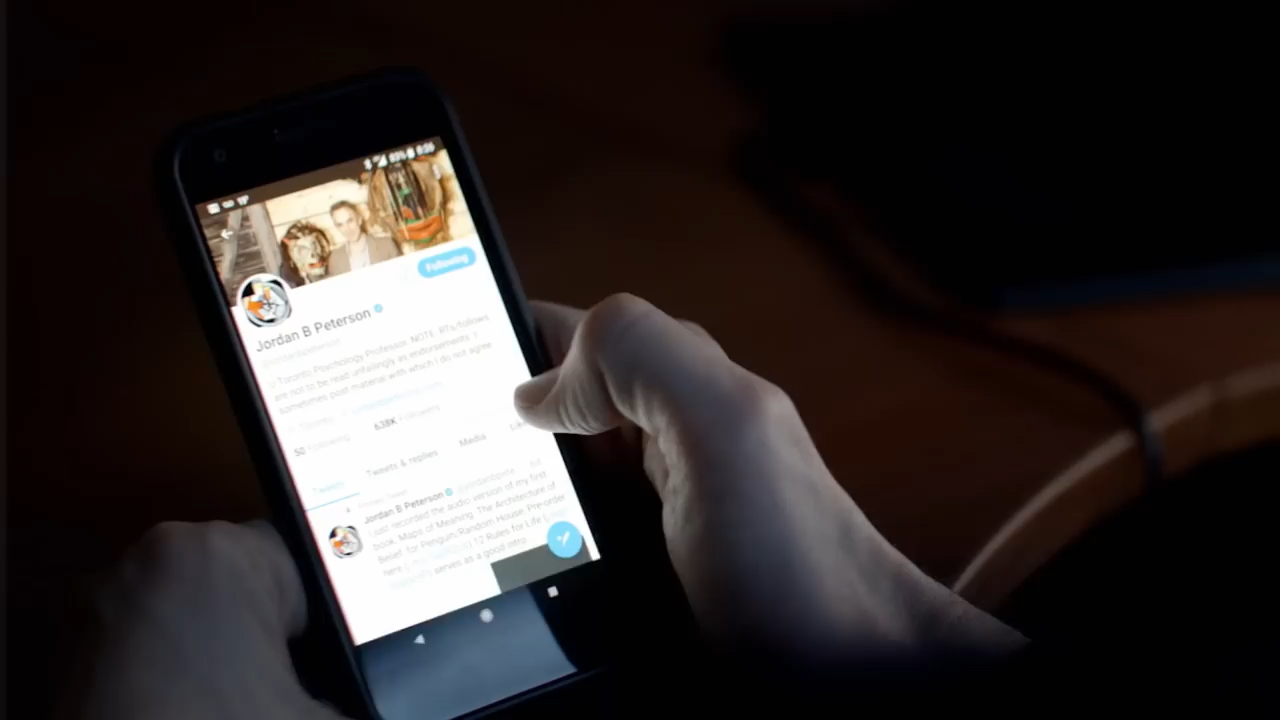 Following
Jordan B Peterson
@jordanbpeterson
U Toronto Psychology Professor. NOTE: RTs/follows
are not to be read unfailingly as endorsements. I
sometimes post material with which I do not agree
50 Following 638K Followers
Tweets Tweets & replies Media
Jordan B Peterson
I just recorded the audio version of my first
book, Maps of Meaning: The Architecture of
Belief, for Penguin/Random House. Pre-order
here
12 Rules for Life
serves as a good intro